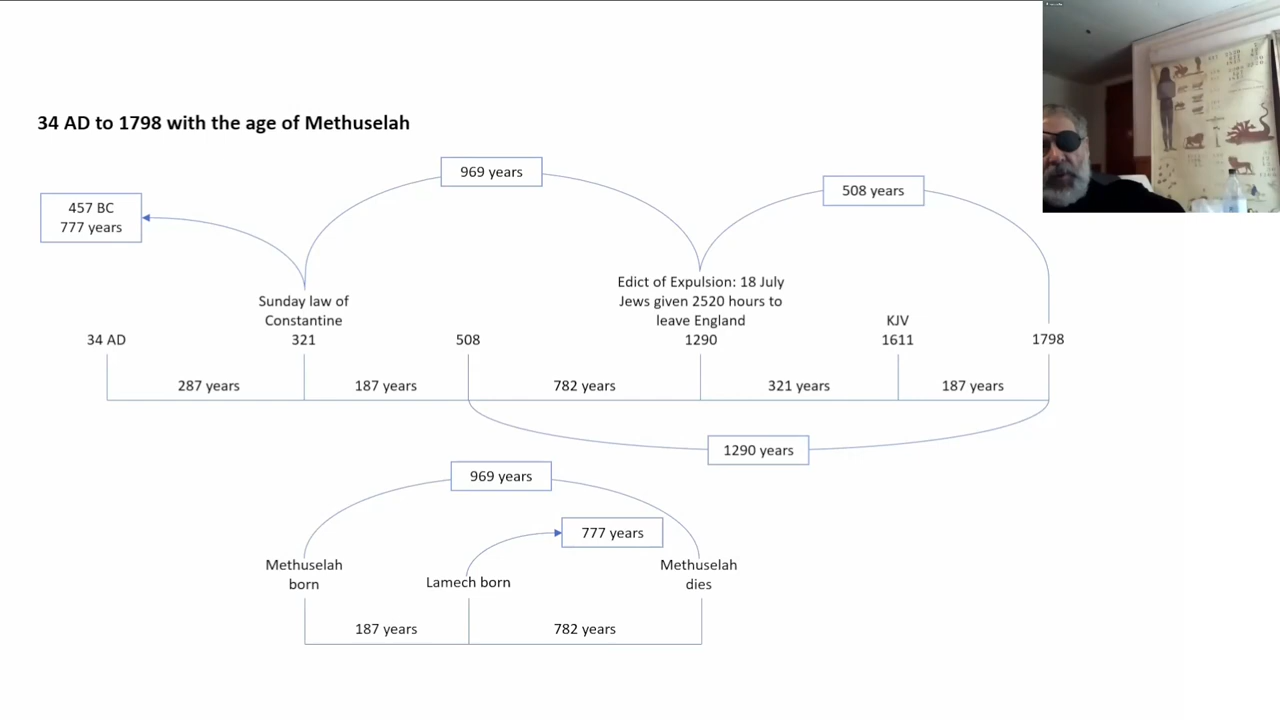 34 AD to 1798 with the age of Methuselah
969 years
508 years
457 BC
777 years
Sunday law of
Constantine
321
Edict of Expulsion: 18 July
Jews given 2520 hours to
leave England
1290
KJV
1611
34 AD
508
1798
287 years
187 years
782 years
321 years
187 years
1290 years
969 years
777 years
Methuselah
born
Lamech born
Methuselah
dies
187 years
782 years